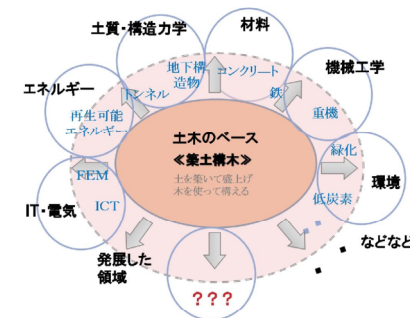 土質・構造力学
材料
機械工学
エネルギー
地下構
造物
コンクリート
トンネル
鉄
重機
再生可能
エネルギー
土木のベース
≪築土構木≫
土を築いて盛上げ
木を使って構える
緑化
環境
低炭素
FEM
ICT
IT・電気
発展した
領域
などなど
???